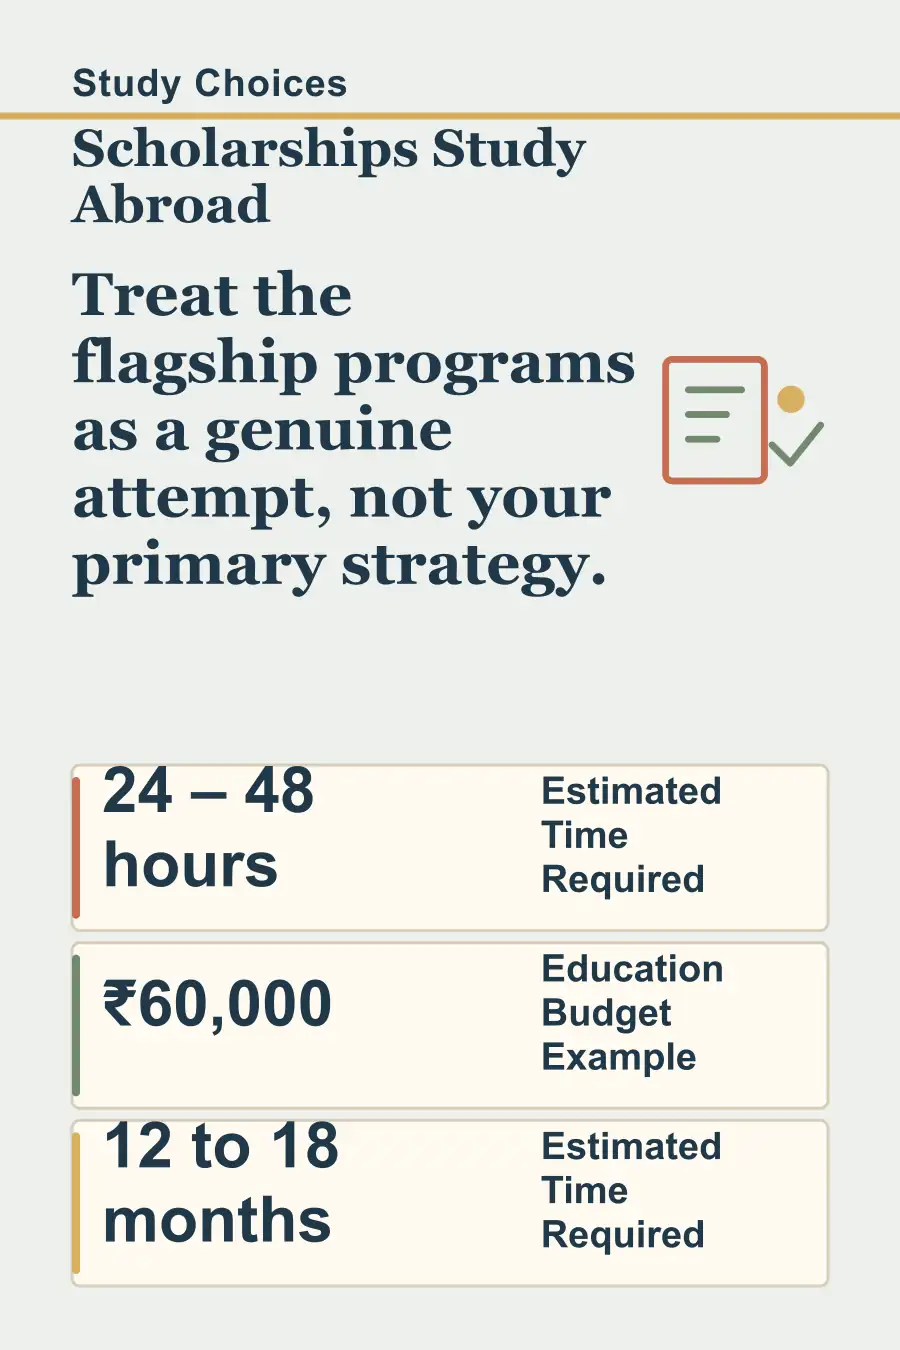 Study Choices
Scholarships Study
Abroad
Treat the
flagship programs
as a genuine
attempt, not your
primary strategy.
24 – 48
hours
Estimated
Time
Required
₹60,000
Education
Budget
Example
12 to 18
months
Estimated
Time
Required